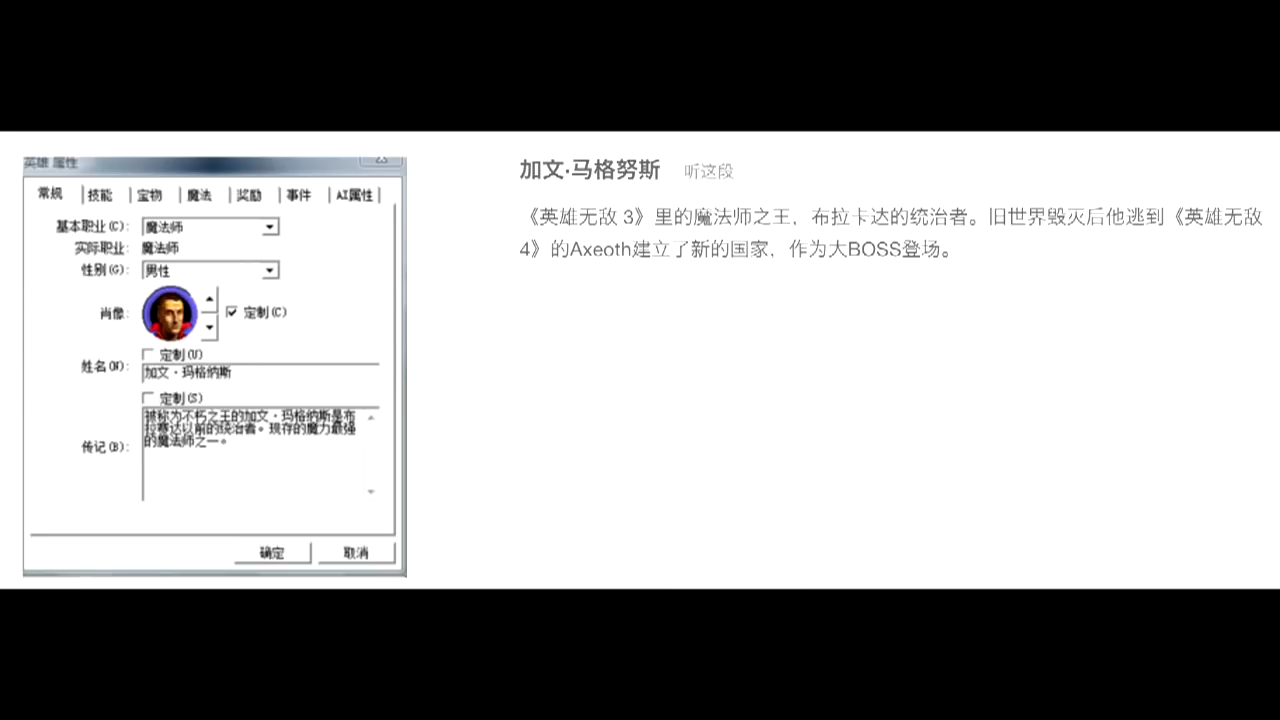 英雄 属性
常规 技能 宝物 魔法 奖励 事件 AI属性
基本职业(C): 魔法师
实际职业: 魔法师
性别(G): 男性
肖像: 定制(C)
定制(U)
姓名(N): 加文·玛格纳斯
定制(S)
传记(B):
被称为不朽之王的加文·玛格纳斯是布
拉赛达以前的统治者。现存的魔力最强
的魔法师之一。
确定 取消
加文·马格努斯 听这段
《英雄无敌 3》里的魔法师之王，布拉卡达的统治者。旧世界毁灭后他逃到《英雄无敌
4》的Axeoth建立了新的国家，作为大BOSS登场。